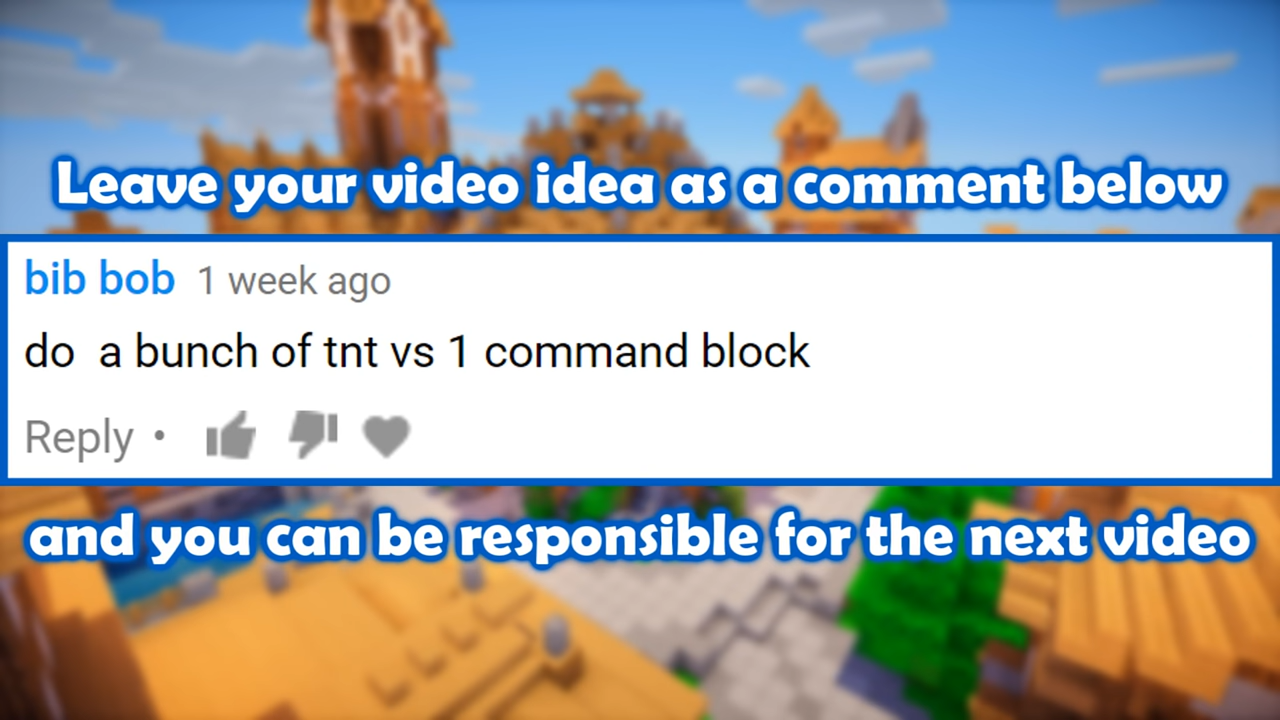 Leave your video idea as a comment below
bib bob 1 week ago
do  a bunch of tnt vs 1 command block
Reply •
and you can be responsible for the next video